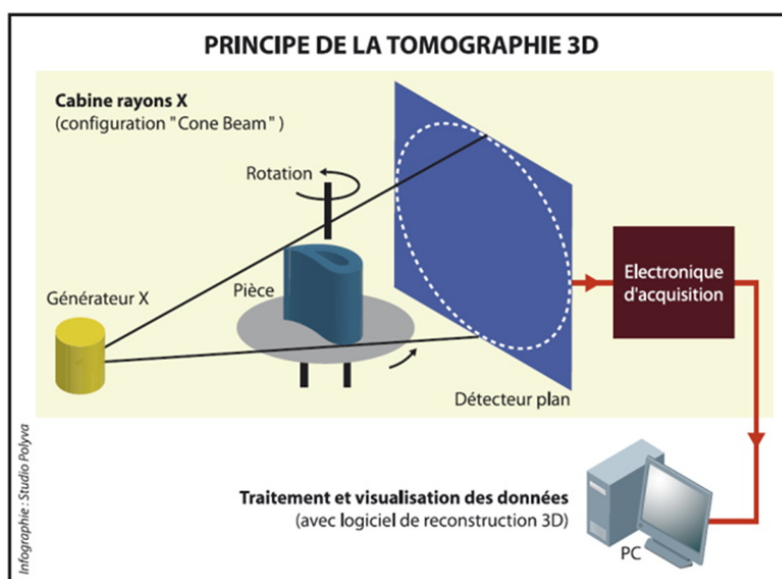 PRINCIPE DE LA TOMOGRAPHIE 3D
Cabine rayons X
(configuration "Cone Beam" )
Rotation
Générateur X
Pièce
Electronique
d'acquisition
Détecteur plan
Traitement et visualisation des données
(avec logiciel de reconstruction 3D)
PC
Infographie : Studio Polyva